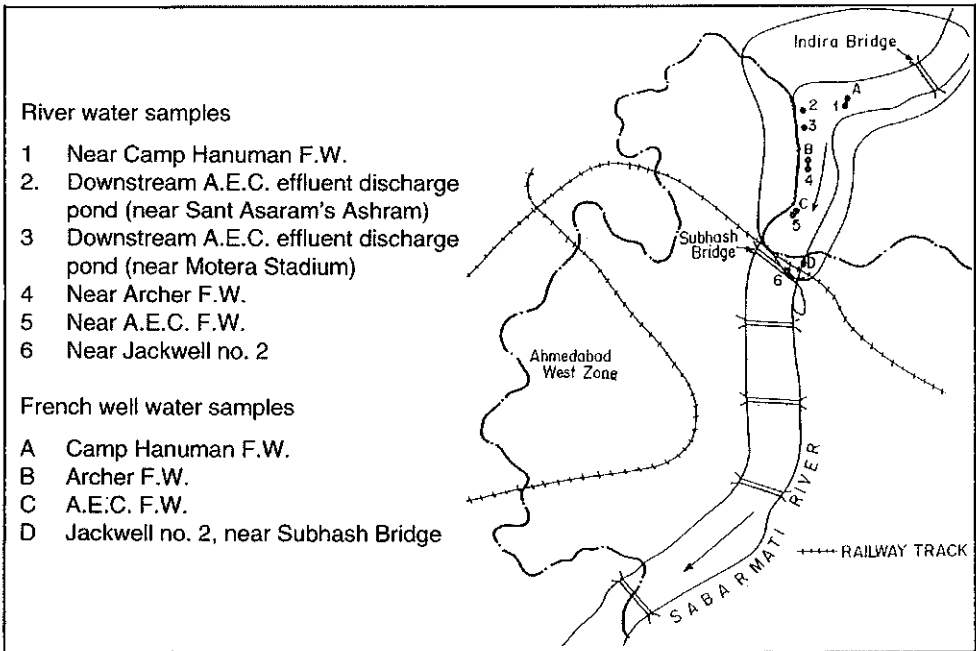 River water samples
1 Near Camp Hanuman F.W.
2. Downstream A.E.C. effluent discharge
pond (near Sant Asaram's Ashram)
3 Downstream A.E.C. effluent discharge
pond (near Motera Stadium)
4 Near Archer F.W.
5 Near A.E.C. F.W.
6 Near Jackwell no. 2
French well water samples
A Camp Hanuman F.W.
B Archer F.W.
C A.E.C. F.W.
D Jackwell no. 2, near Subhash Bridge
Indira Bridge
A
1
2
3
B
4
C
5
Subhash
Bridge
D
6
Ahmedabad
West Zone
SABARMATI RIVER
RAILWAY TRACK